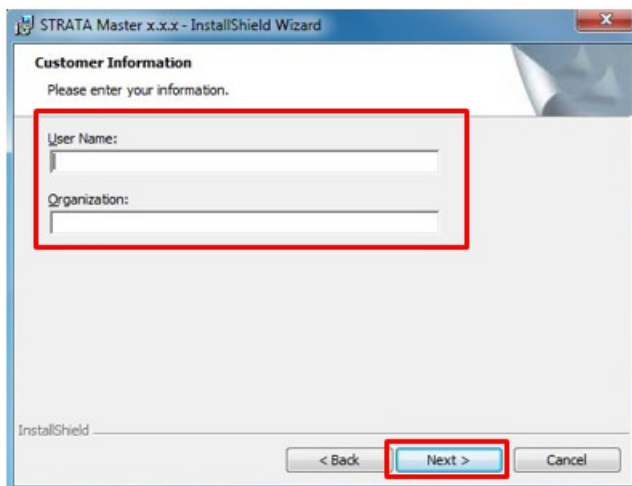 STRATA Master x.x.x - InstallShield Wizard
Customer Information
Please enter your information.
User Name:
Organization:
InstallShield
< Back
Next >
Cancel